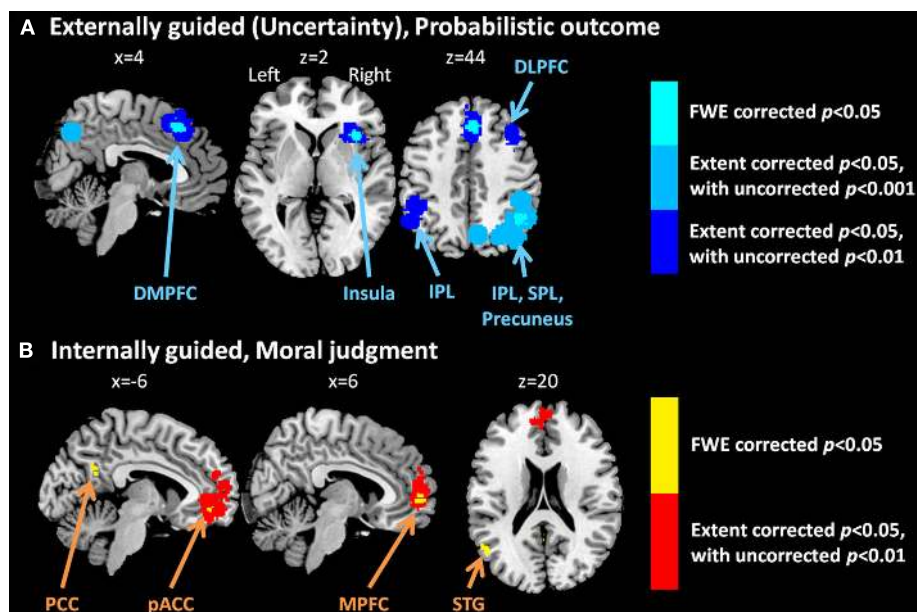 A Externally guided (Uncertainty), Probabilistic outcome
x=4
z=2
z=44
Left
Right
DLPFC
DMPFC
Insula
IPL
IPL, SPL,
Precuneus
FWE corrected p<0.05
Extent corrected p<0.05,
with uncorrected p<0.001
Extent corrected p<0.05,
with uncorrected p<0.01
B Internally guided, Moral judgment
x=-6
x=6
z=20
PCC
pACC
MPFC
STG
FWE corrected p<0.05
Extent corrected p<0.05,
with uncorrected p<0.01